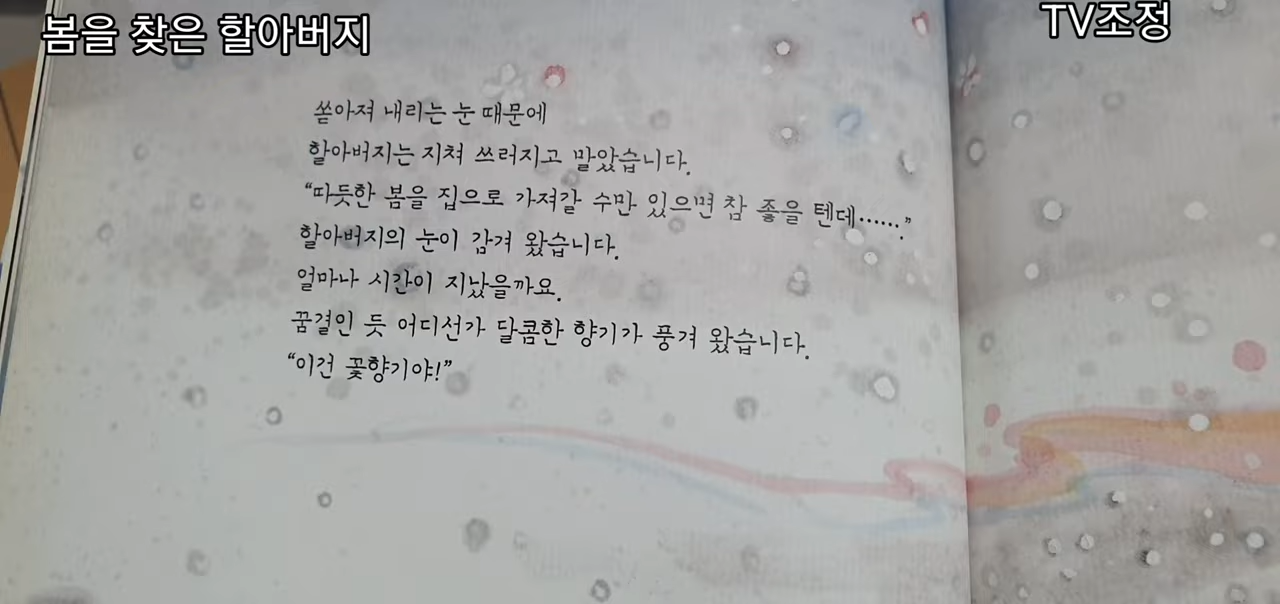 봄을 찾은 할아버지
TV조정
쏟아져 내리는 눈 때문에
할아버지는 지쳐 쓰러지고 말았습니다.
“따듯한 봄을 집으로 가져갈 수만 있으면 참 좋을 텐데…….”
할아버지의 눈이 감겨 왔습니다.
얼마나 시간이 지났을까요.
꿈결인 듯 어디선가 달콤한 향기가 풍겨 왔습니다.
“이건 꽃향기야!”